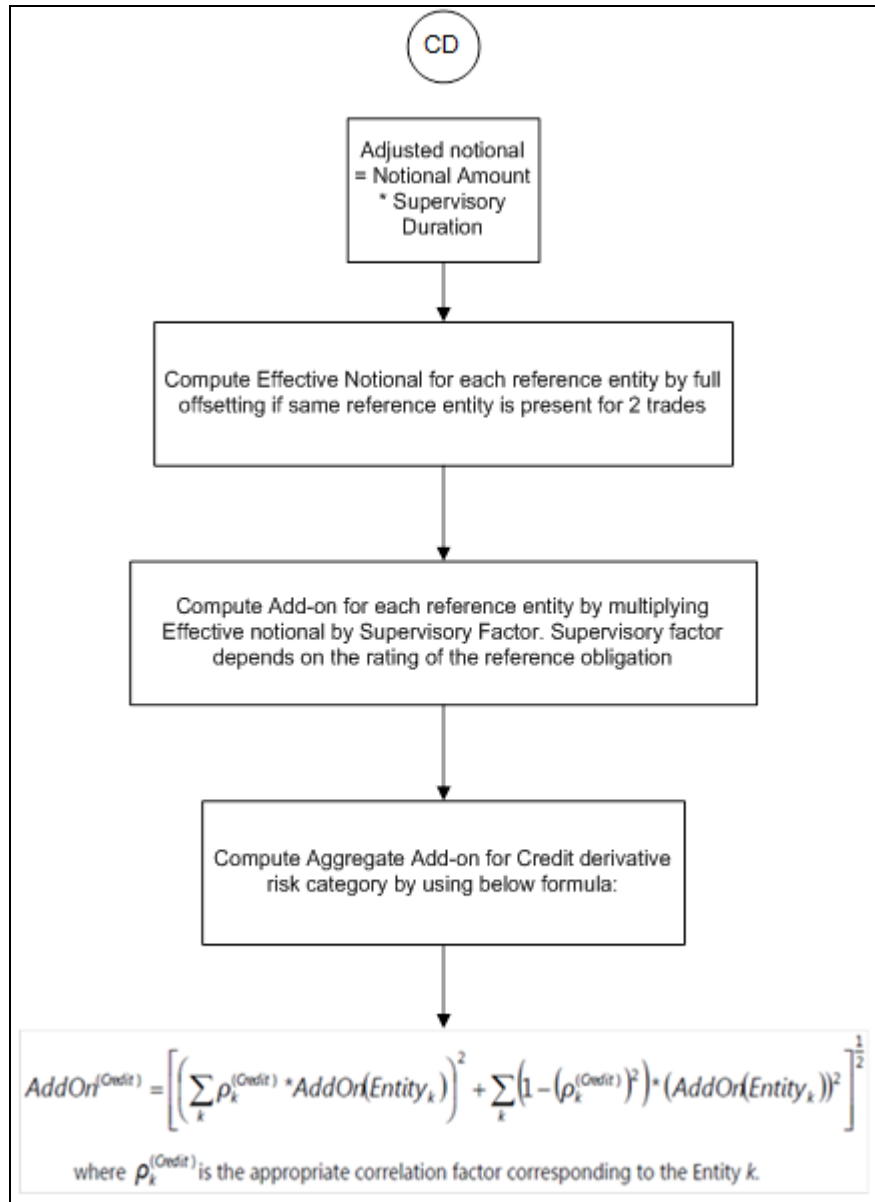 CD
Adjusted notional
= Notional Amount
* Supervisory
Duration
Compute Effective Notional for each reference entity by full
offsetting if same reference entity is present for 2 trades
Compute Add-on for each reference entity by multiplying
Effective notional by Supervisory Factor. Supervisory factor
depends on the rating of the reference obligation
Compute Aggregate Add-on for Credit derivative
risk category by using below formula:
AddOn^(Credit) = [(∑_k ρ_k^(Credit) * AddOn(Entity_k))^2 + ∑_k (1 − (ρ_k^(Credit))^2) * (AddOn(Entity_k))^2]^(1/2)
where ρ_k^(Credit) is the appropriate correlation factor corresponding to the Entity k.